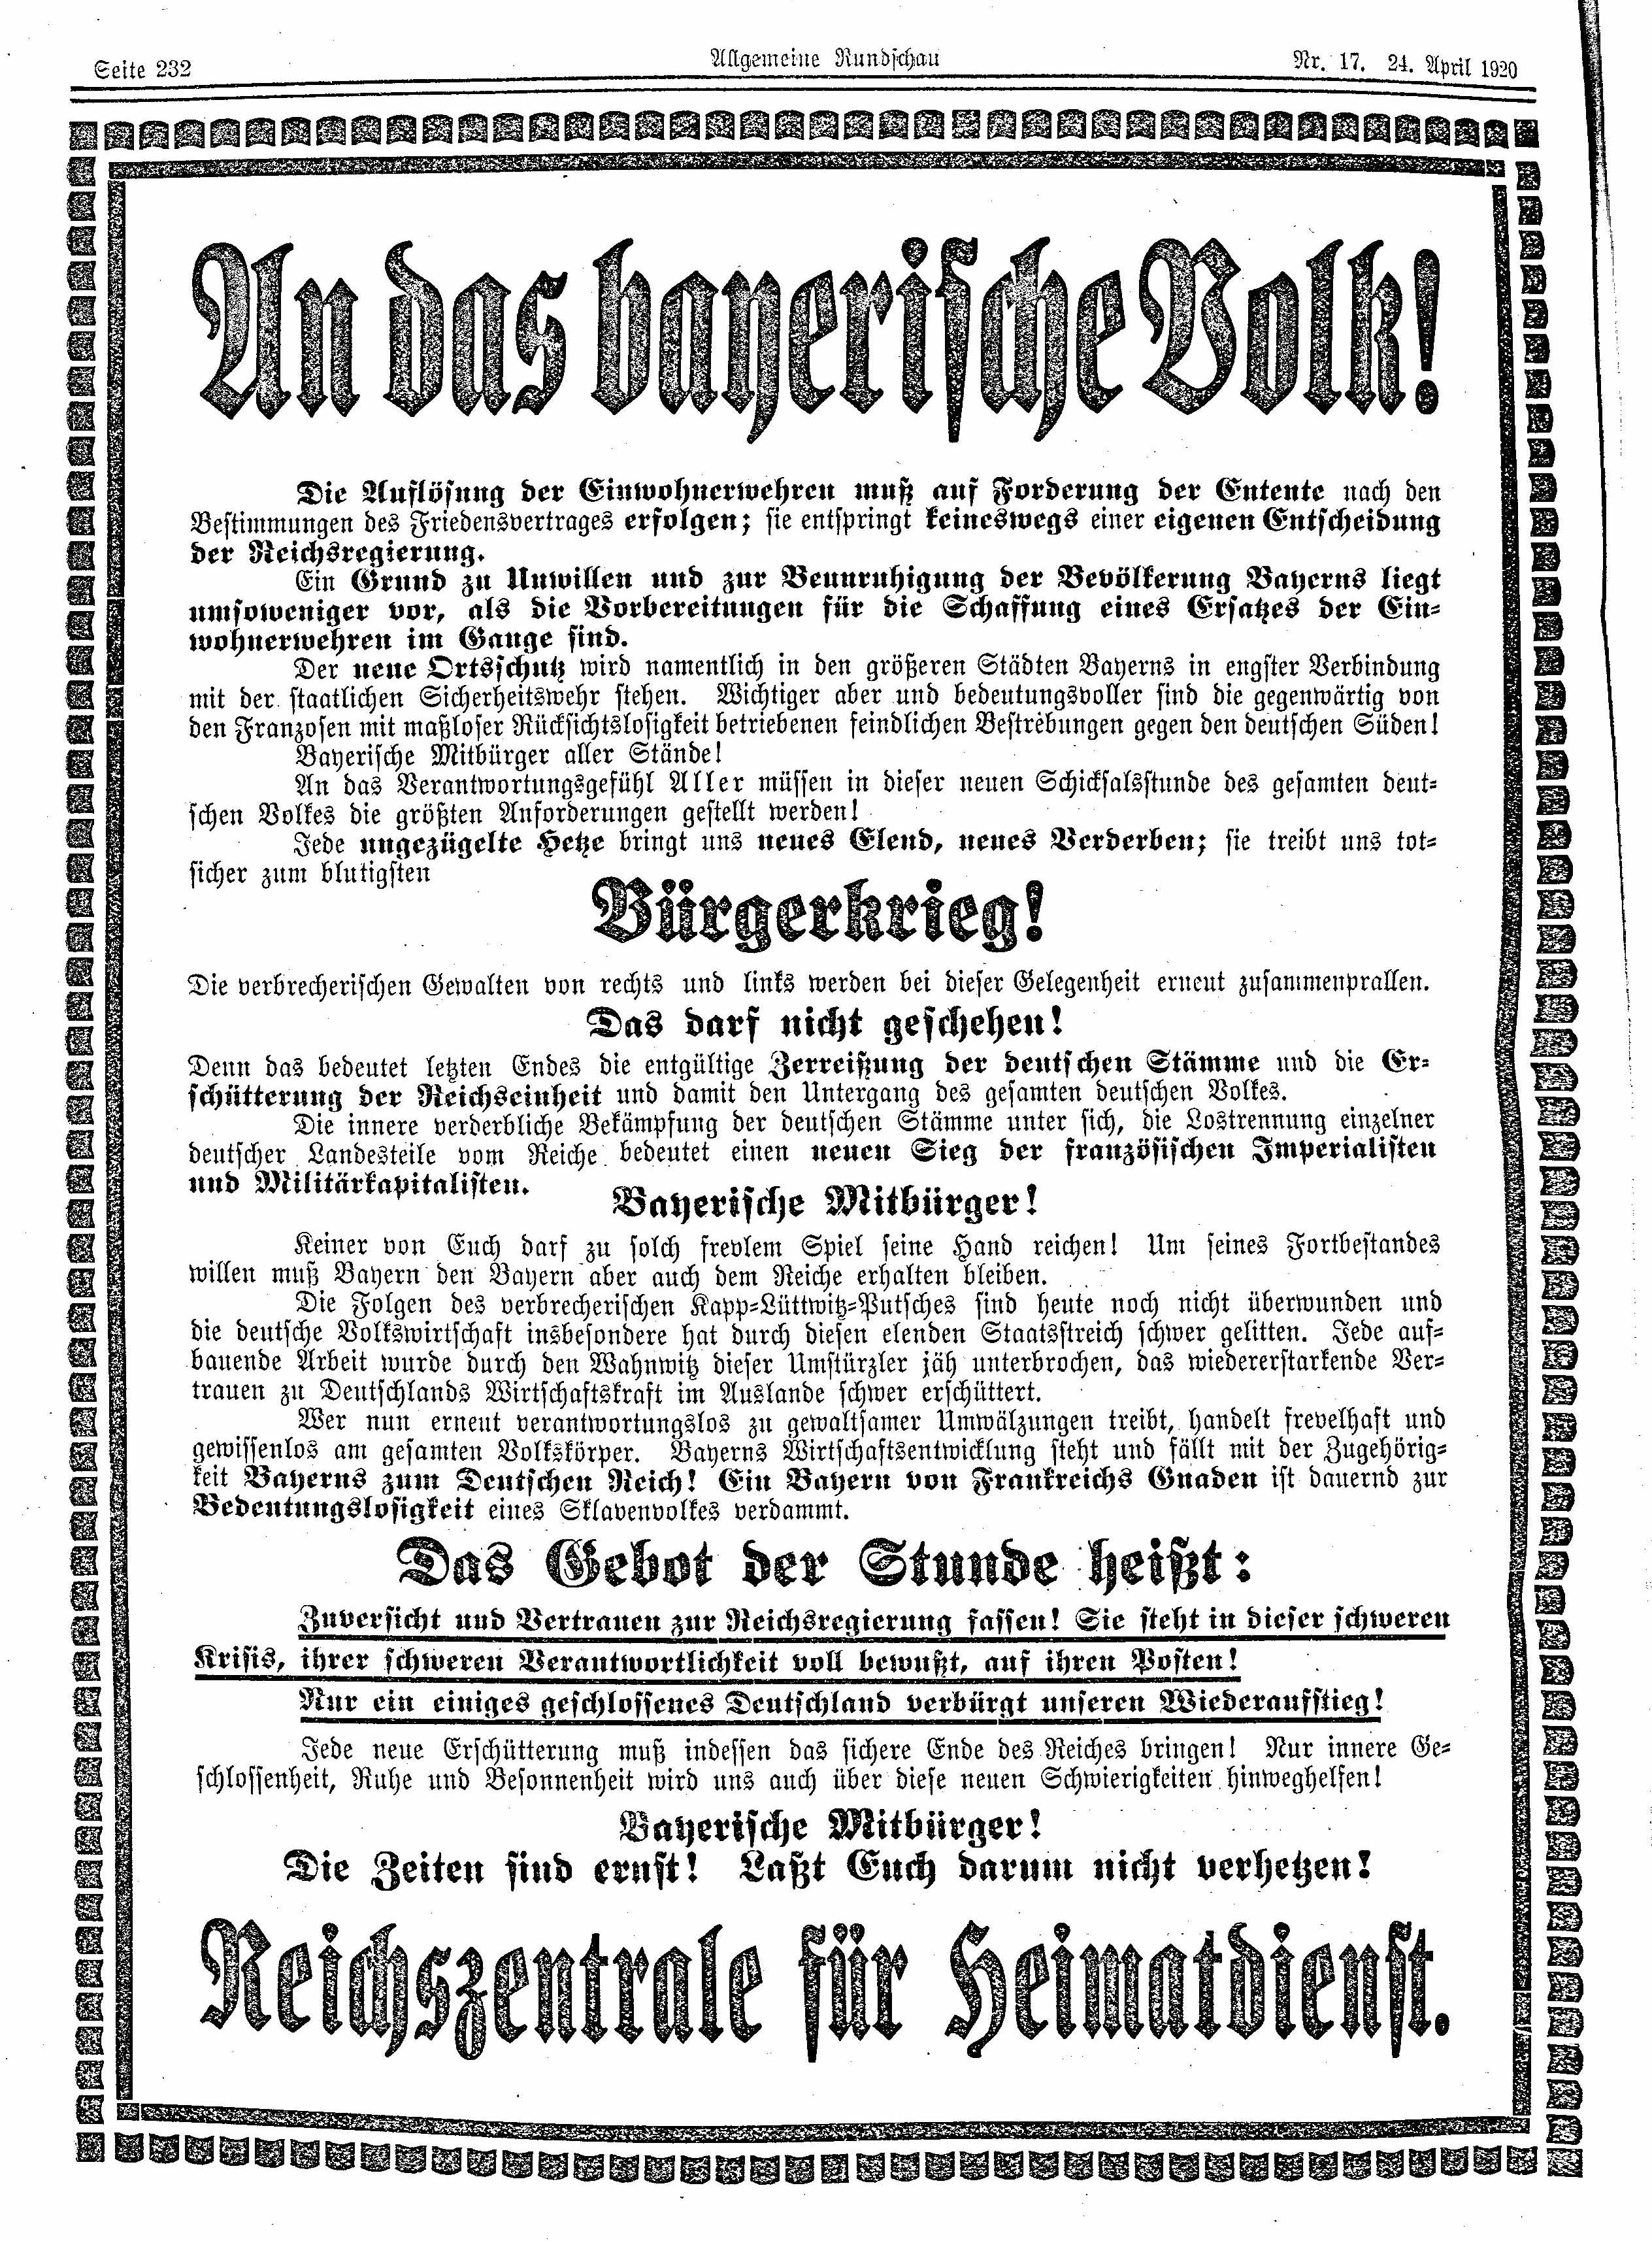 Seite 232
Allgemeine Rundschau
Nr. 17. 24. April 1920
An das bayerische Volk!
Die Auflösung der Einwohnerwehren muß auf Forderung der Entente nach den
Bestimmungen des Friedensvertrages erfolgen; sie entspringt keineswegs einer eigenen Entscheidung
der Reichsregierung.
Ein Grund zu Unwillen und zur Beunruhigung der Bevölkerung Bayerns liegt
umsoweniger vor, als die Vorbereitungen für die Schaffung eines Ersatzes der Ein-
wohnerwehren im Gange sind.
Der neue Ortsschutz wird namentlich in den größeren Städten Bayerns in engster Verbindung
mit der staatlichen Sicherheitswehr stehen. Wichtiger aber und bedeutungsvoller sind die gegenwärtig von
den Franzosen mit maßloser Rücksichtslosigkeit betriebenen feindlichen Bestrebungen gegen den deutschen Süden!
Bayerische Mitbürger aller Stände!
An das Verantwortungsgefühl Aller müssen in dieser neuen Schicksalsstunde des gesamten deut-
schen Volkes die größten Anforderungen gestellt werden!
Jede ungezügelte Hetze bringt uns neues Elend, neues Verderben; sie treibt uns tot-
sicher zum blutigsten
Bürgerkrieg!
Die verbrecherischen Gewalten von rechts und links werden bei dieser Gelegenheit erneut zusammenprallen.
Das darf nicht geschehen!
Denn das bedeutet letzten Endes die entgültige Zerreißung der deutschen Stämme und die Er-
schütterung der Reichseinheit und damit den Untergang des gesamten deutschen Volkes.
Die innere verderbliche Bekämpfung der deutschen Stämme unter sich, die Lostrennung einzelner
deutscher Landesteile vom Reiche bedeutet einen neuen Sieg der französischen Imperialisten
und Militärkapitalisten.
Bayerische Mitbürger!
Keiner von Euch darf zu solch frevlem Spiel seine Hand reichen! Um seines Fortbestandes
willen muß Bayern den Bayern aber auch dem Reiche erhalten bleiben.
Die Folgen des verbrecherischen Kapp-Lüttwitz-Putsches sind heute noch nicht überwunden und
die deutsche Volkswirtschaft insbesondere hat durch diesen elenden Staatsstreich schwer gelitten. Jede auf-
bauende Arbeit wurde durch den Wahnwitz dieser Umstürzler jäh unterbrochen, das wiedererstarkende Ver-
trauen zu Deutschlands Wirtschaftskraft im Auslande schwer erschüttert.
Wer nun erneut verantwortungslos zu gewaltsamer Umwälzungen treibt, handelt frevelhaft und
gewissenlos am gesamten Volkskörper. Bayerns Wirtschaftsentwicklung steht und fällt mit der Zugehörig-
keit Bayerns zum Deutschen Reich! Ein Bayern von Frankreichs Gnaden ist dauernd zur
Bedeutungslosigkeit eines Sklavenvolkes verdammt.
Das Gebot der Stunde heißt:
Zuversicht und Vertrauen zur Reichsregierung fassen! Sie steht in dieser schweren
Krisis, ihrer schweren Verantwortlichkeit voll bewußt, auf ihren Posten!
Nur ein einiges geschlossenes Deutschland verbürgt unseren Wiederaufstieg!
Jede neue Erschütterung muß indessen das sichere Ende des Reiches bringen! Nur innere Ge-
schlossenheit, Ruhe und Besonnenheit wird uns auch über diese neuen Schwierigkeiten hinweghelfen!
Bayerische Mitbürger!
Die Zeiten sind ernst! Laßt Euch darum nicht verhetzen!
Reichszentrale für Heimatdienst.